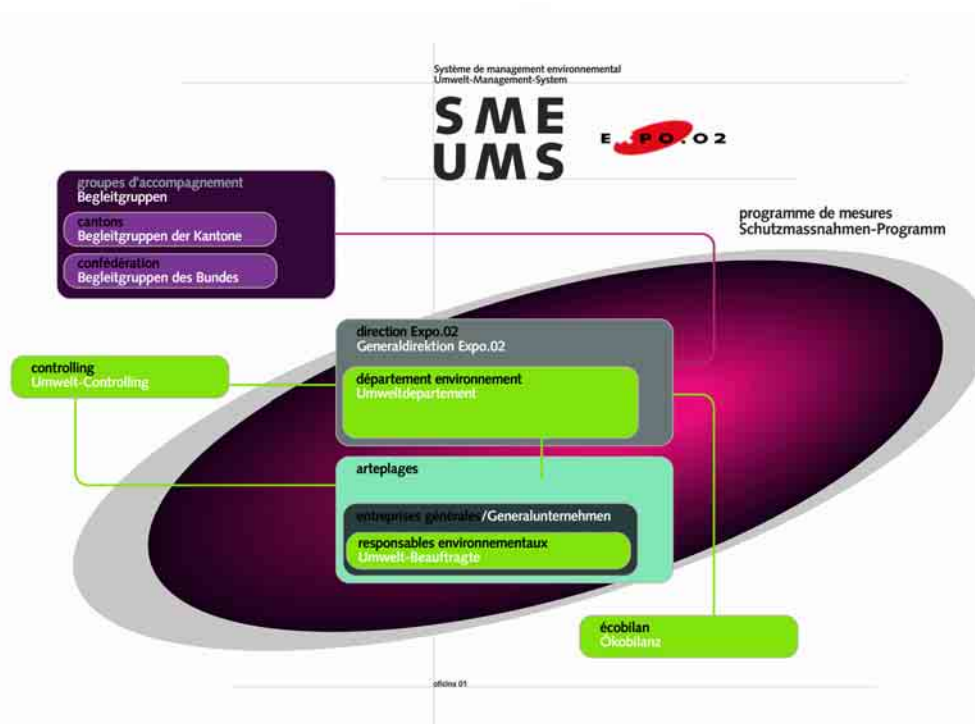 Système de management environnemental
Umwelt-Management-System
SME
UMS
EXPO.02
groupes d'accompagnement
Begleitgruppen
cantons
Begleitgruppen der Kantone
confédération
Begleitgruppen des Bundes
programme de mesures
Schutzmassnahmen-Programm
direction Expo.02
Generaldirektion Expo.02
controlling
Umwelt-Controlling
département environnement
Umweltdepartement
arteplages
entreprises générales/Generalunternehmen
responsables environnementaux
Umwelt-Beauftragte
écobilan
Ökobilanz
oficina 01